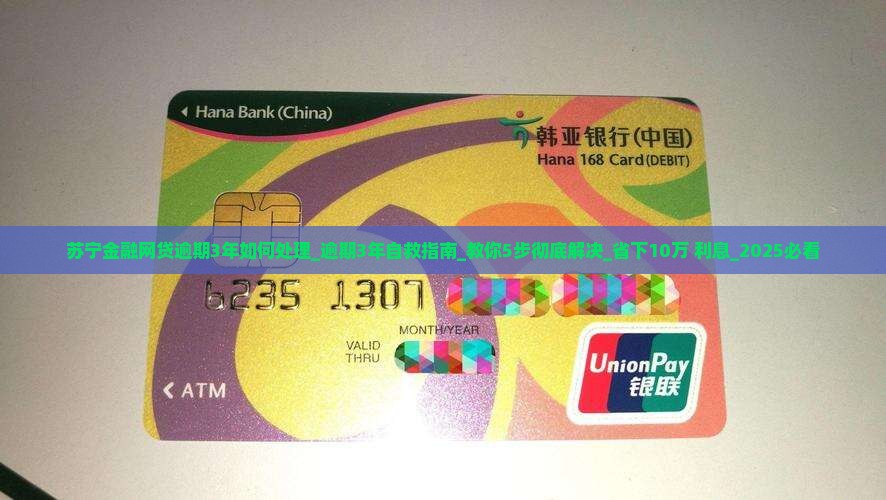 Hana Bank (China)
韩亚银行(中国)
Hana 168 Card(DEBIT)
苏宁金融网贷逾期3年如何处理_逾期3年自救指南_教你5步彻底解决_省下10万 利息_2025必看
6235 1307
MONTH/YEAR
VALID
THRU
ATM
UnionPay
银联